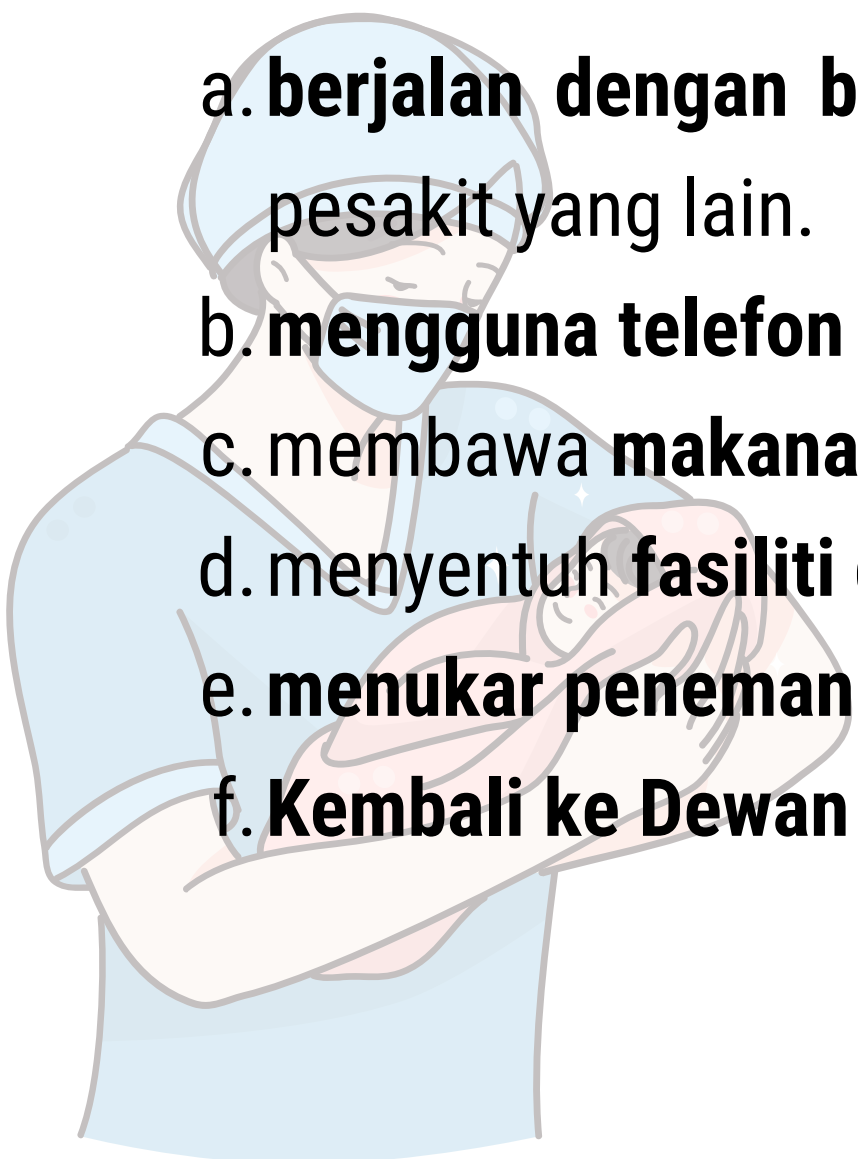 a. berjalan dengan b
pesakit yang lain.
b. mengguna telefon
c. membawa makana
d. menyentuh fasiliti
e. menukar peneman
f. Kembali ke Dewan